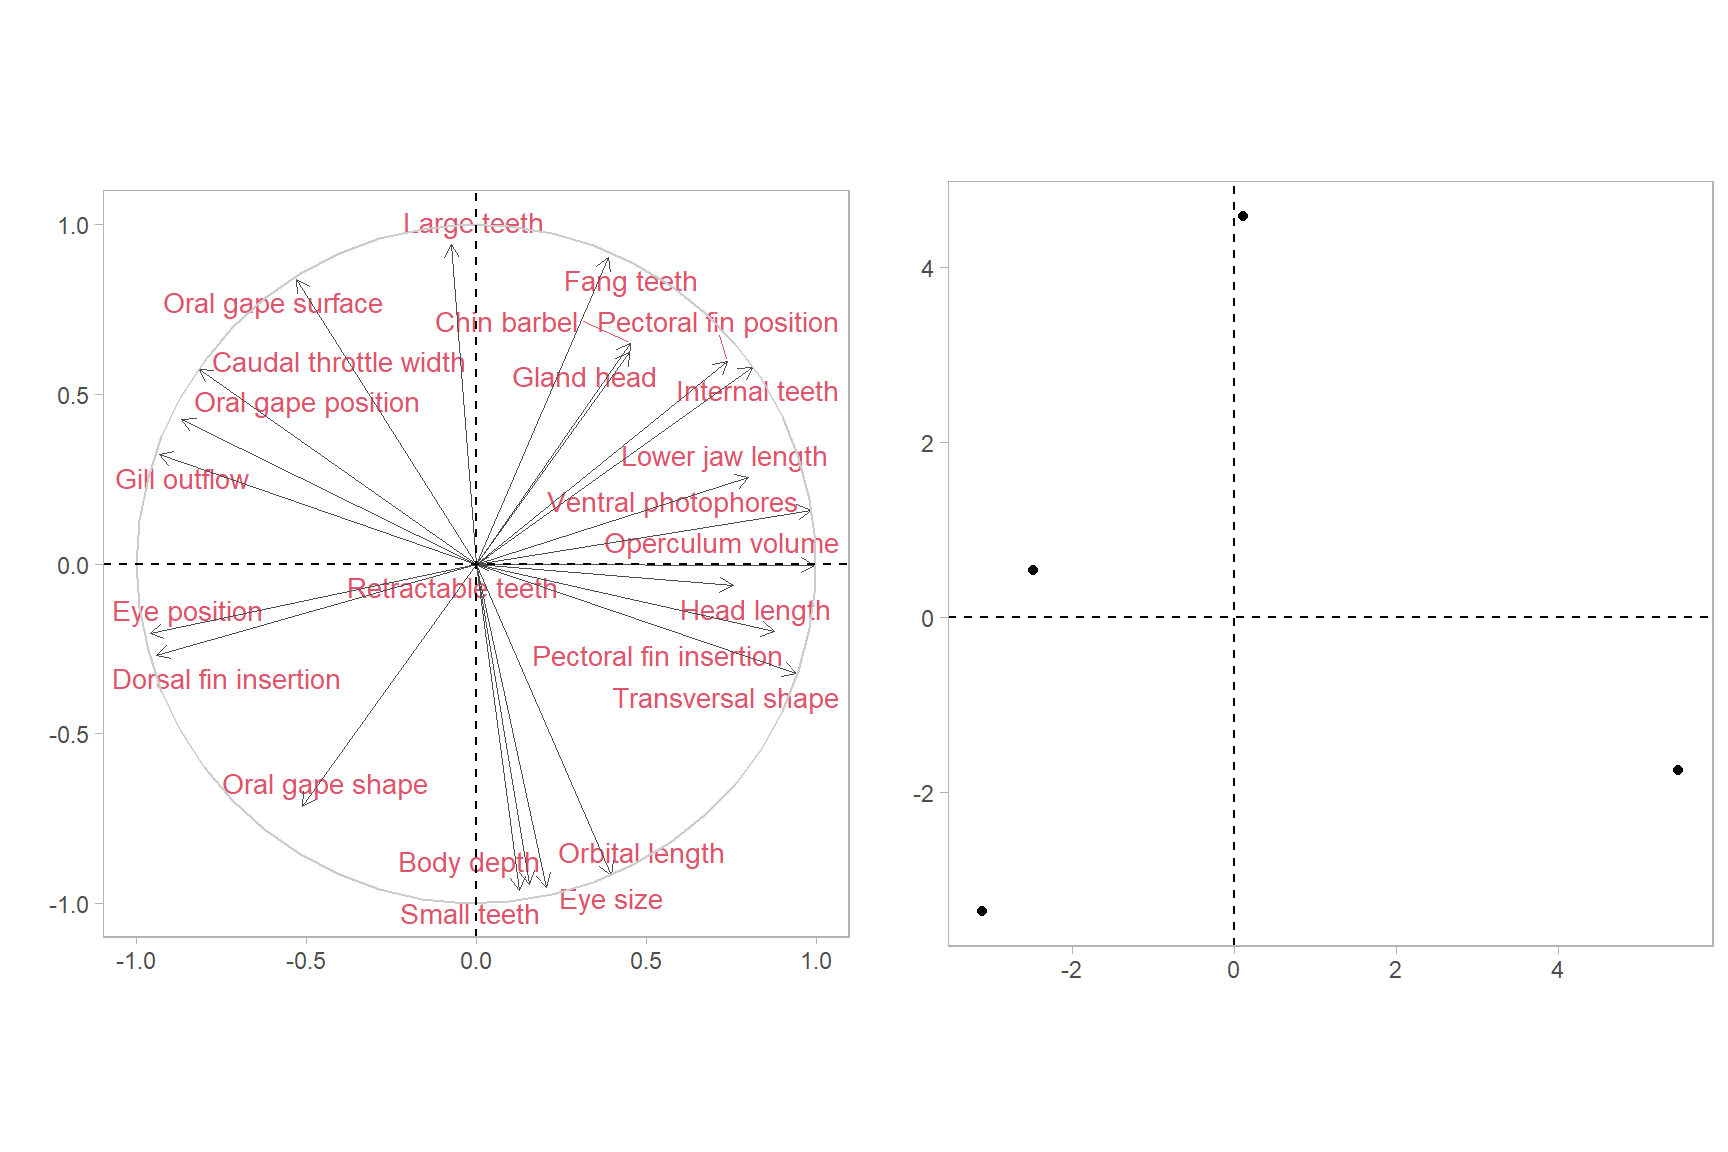 1.0
0.5
0.0
-0.5
-1.0
-1.0
-0.5
0.0
0.5
1.0
Large teeth
Fang teeth
Oral gape surface
Chin barbel
Pectoral fin position
Caudal throttle width
Gland head
Internal teeth
Oral gape position
Lower jaw length
Gill outflow
Ventral photophores
Operculum volume
Retractable teeth
Eye position
Head length
Pectoral fin insertion
Dorsal fin insertion
Transversal shape
Oral gape shape
Body depth
Orbital length
Eye size
Small teeth
4
2
0
-2
-2
0
2
4